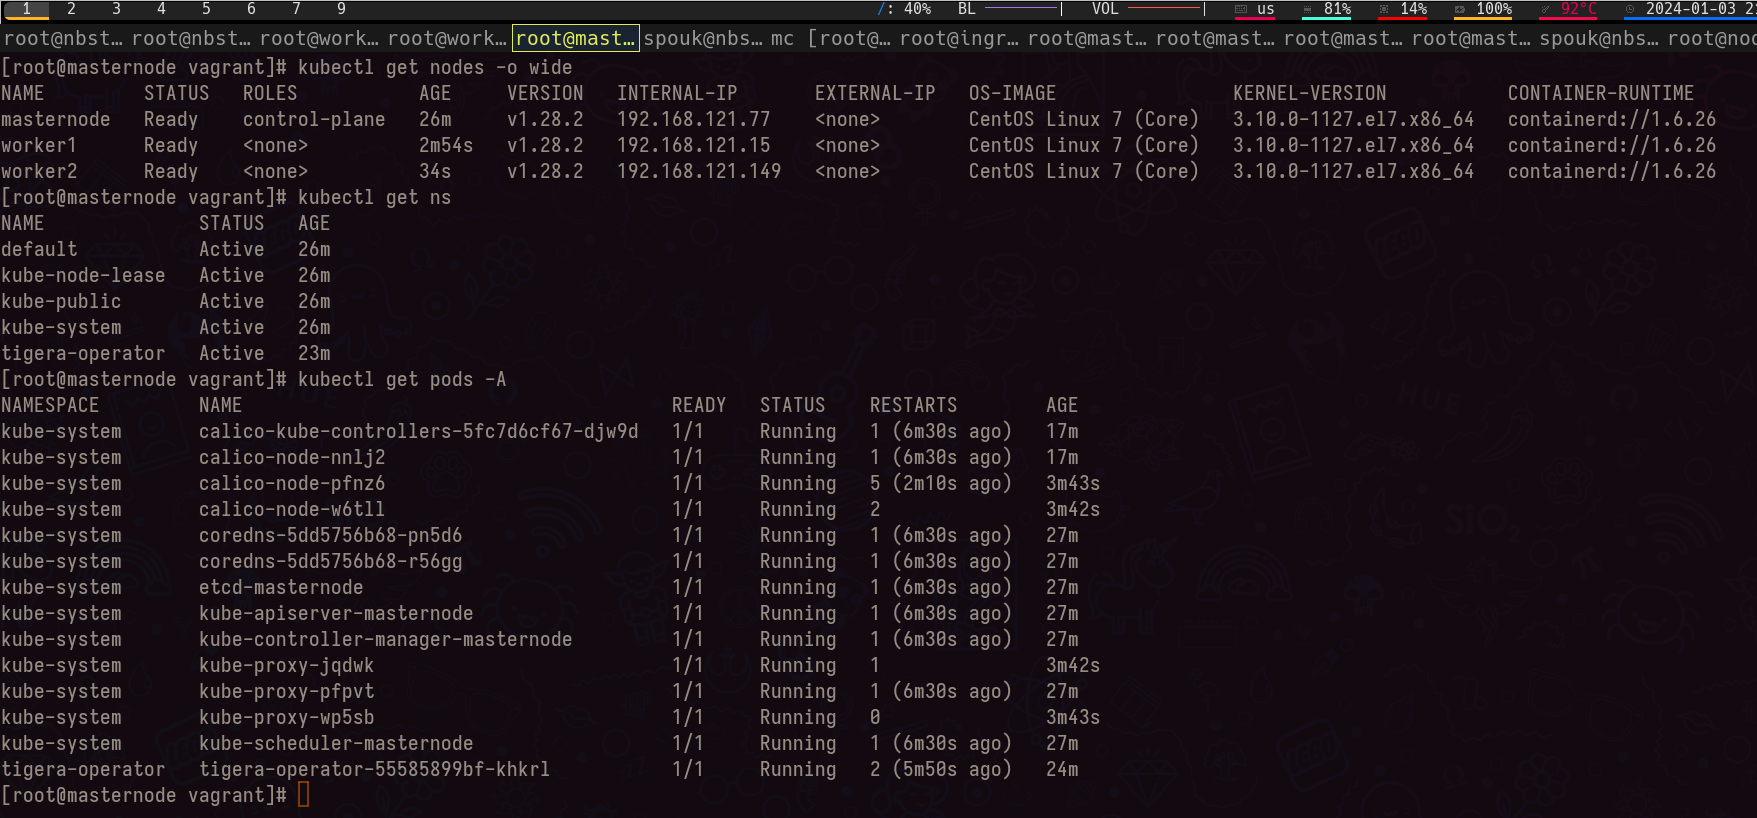 1 2 3 4 5 6 7 9 /: 40% BL VOL us 81% 14% 100% 92°C 2024-01-03
root@nbst… root@nbst… root@work… root@work… root@mast… spouk@nbs… mc [root@… root@ingr… root@mast… root@mast… root@mast… root@mast… spouk@nbs… root@noo
[root@masternode vagrant]# kubectl get nodes -o wide
NAME STATUS ROLES AGE VERSION INTERNAL-IP EXTERNAL-IP OS-IMAGE KERNEL-VERSION CONTAINER-RUNTIME
masternode Ready control-plane 26m v1.28.2 192.168.121.77 <none> CentOS Linux 7 (Core) 3.10.0-1127.el7.x86_64 containerd://1.6.26
worker1 Ready <none> 2m54s v1.28.2 192.168.121.15 <none> CentOS Linux 7 (Core) 3.10.0-1127.el7.x86_64 containerd://1.6.26
worker2 Ready <none> 34s v1.28.2 192.168.121.149 <none> CentOS Linux 7 (Core) 3.10.0-1127.el7.x86_64 containerd://1.6.26
[root@masternode vagrant]# kubectl get ns
NAME STATUS AGE
default Active 26m
kube-node-lease Active 26m
kube-public Active 26m
kube-system Active 26m
tigera-operator Active 23m
[root@masternode vagrant]# kubectl get pods -A
NAMESPACE NAME READY STATUS RESTARTS AGE
kube-system calico-kube-controllers-5fc7d6cf67-djw9d 1/1 Running 1 (6m30s ago) 17m
kube-system calico-node-nnlj2 1/1 Running 1 (6m30s ago) 17m
kube-system calico-node-pfnz6 1/1 Running 5 (2m10s ago) 3m43s
kube-system calico-node-w6tll 1/1 Running 2 3m42s
kube-system coredns-5dd5756b68-pn5d6 1/1 Running 1 (6m30s ago) 27m
kube-system coredns-5dd5756b68-r56gg 1/1 Running 1 (6m30s ago) 27m
kube-system etcd-masternode 1/1 Running 1 (6m30s ago) 27m
kube-system kube-apiserver-masternode 1/1 Running 1 (6m30s ago) 27m
kube-system kube-controller-manager-masternode 1/1 Running 1 (6m30s ago) 27m
kube-system kube-proxy-jqdwk 1/1 Running 1 3m42s
kube-system kube-proxy-pfpvt 1/1 Running 1 (6m30s ago) 27m
kube-system kube-proxy-wp5sb 1/1 Running 0 3m43s
kube-system kube-scheduler-masternode 1/1 Running 1 (6m30s ago) 27m
tigera-operator tigera-operator-55585899bf-khkrl 1/1 Running 2 (5m50s ago) 24m
[root@masternode vagrant]#